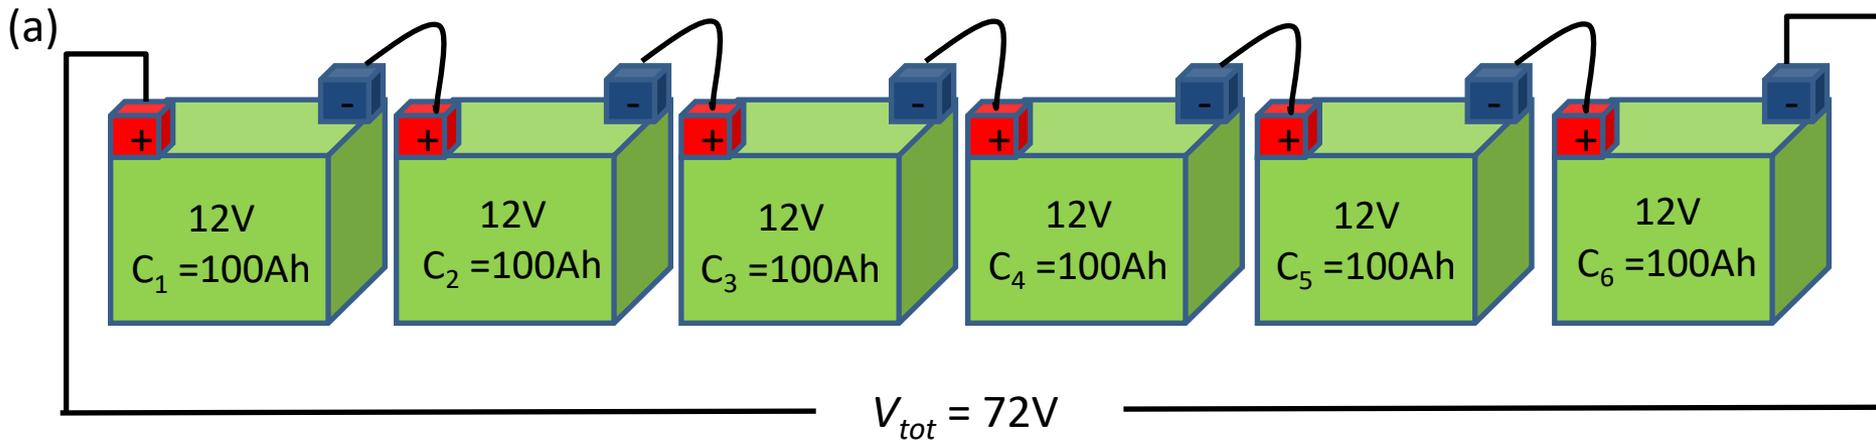 (a)
+ - + - + - + - + - + -
12V 12V 12V 12V 12V 12V
C₁ =100Ah C₂ =100Ah C₃ =100Ah C₄ =100Ah C₅ =100Ah C₆ =100Ah
Vₜₒₜ = 72V